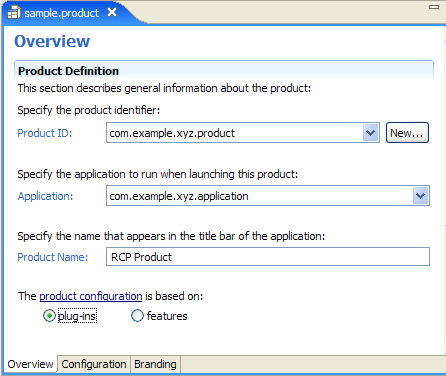 sample.product
Overview
Product Definition
This section describes general information about the product:
Specify the product identifier:
Product ID: com.example.xyz.product New...
Specify the application to run when launching this product:
Application: com.example.xyz.application
Specify the name that appears in the title bar of the application:
Product Name: RCP Product
The product configuration is based on:
plug-ins features
Overview Configuration Branding